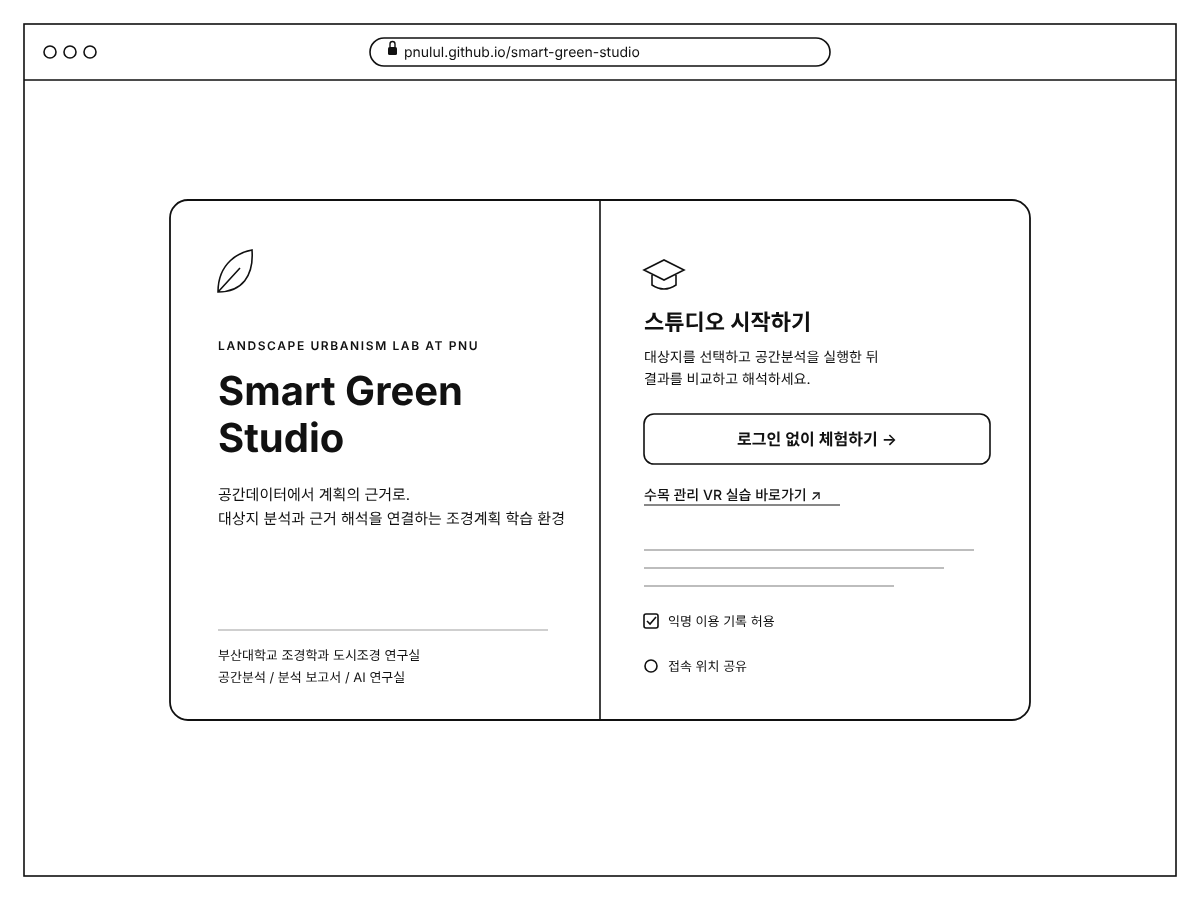 pnulul.github.io/smart-green-studio
LANDSCAPE URBANISM LAB AT PNU
Smart Green
Studio
공간데이터에서 계획의 근거로.
대상지 분석과 근거 해석을 연결하는 조경계획 학습 환경
부산대학교 조경학과 도시조경 연구실
공간분석 / 분석 보고서 / AI 연구실
스튜디오 시작하기
대상지를 선택하고 공간분석을 실행한 뒤
결과를 비교하고 해석하세요.
로그인 없이 체험하기 →
수목 관리 VR 실습 바로가기 ↗
익명 이용 기록 허용
접속 위치 공유